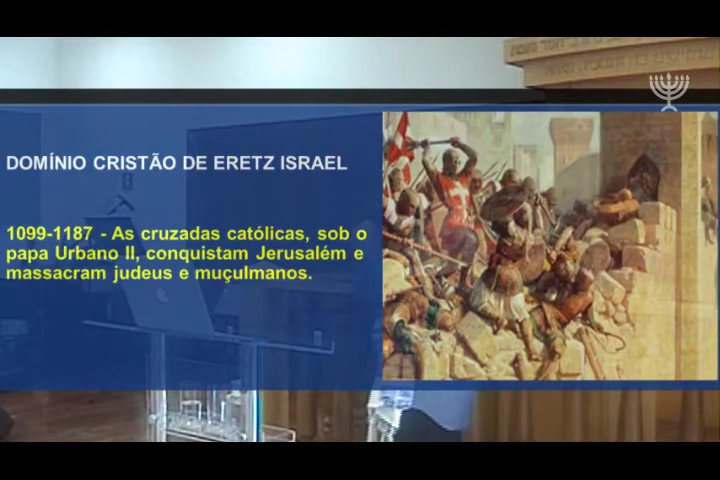 DOMÍNIO CRISTÃO DE ERETZ ISRAEL
1099-1187 - As cruzadas católicas, sob o
papa Urbano II, conquistam Jerusalém e
massacram judeus e muçulmanos.